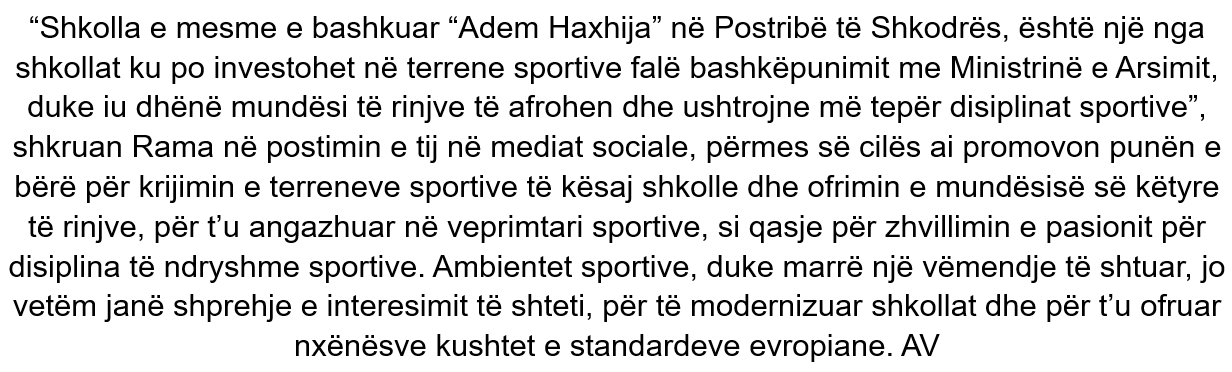 “Shkolla e mesme e bashkuar “Adem Haxhija” në Postribë të Shkodrës, është një nga
shkollat ku po investohet në terrene sportive falë bashkëpunimit me Ministrinë e Arsimit,
duke iu dhënë mundësi të rinjve të afrohen dhe ushtrojne më tepër disiplinat sportive”,
shkruan Rama në postimin e tij në mediat sociale, përmes së cilës ai promovon punën e
bërë për krijimin e terreneve sportive të kësaj shkolle dhe ofrimin e mundësisë së këtyre
të rinjve, për t’u angazhuar në veprimtari sportive, si qasje për zhvillimin e pasionit për
disiplina të ndryshme sportive. Ambientet sportive, duke marrë një vëmendje të shtuar, jo
vetëm janë shprehje e interesimit të shteti, për të modernizuar shkollat dhe për t’u ofruar
nxënësve kushtet e standardeve evropiane. AV